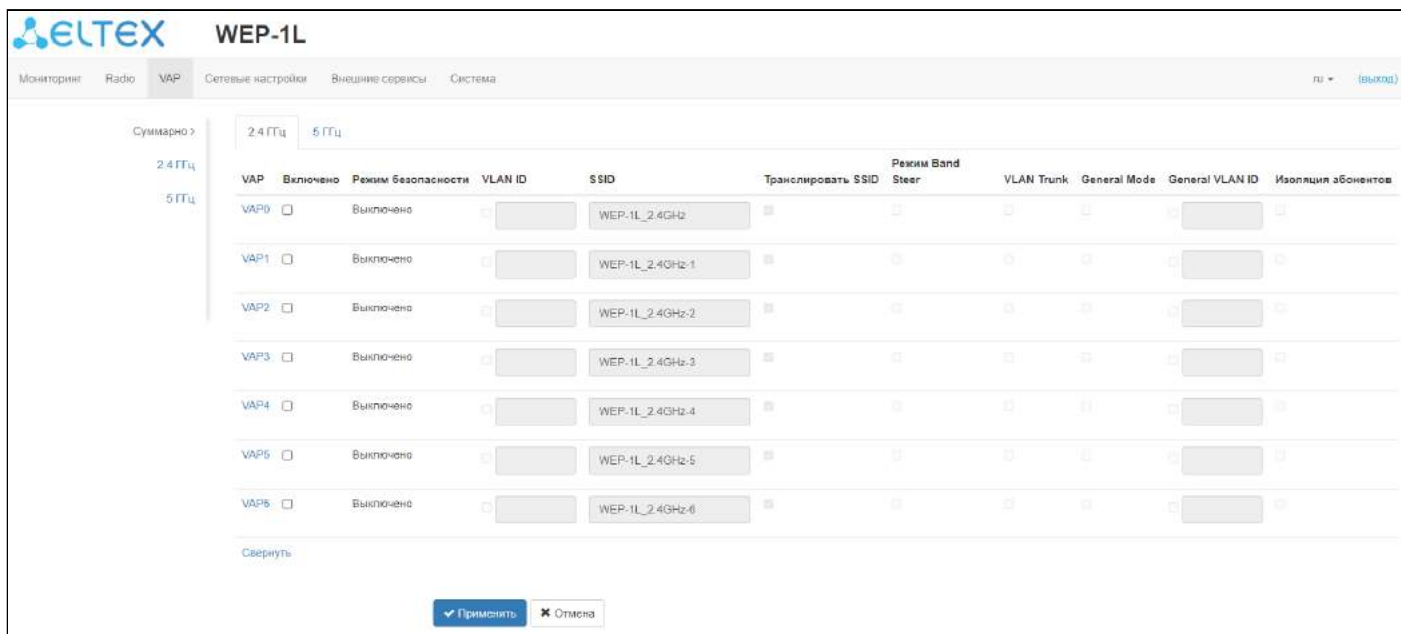 ELTEX WEP-1L
Мониторинг Radio VAP Сетевые настройки Внешние сервисы Система ru (выход)
Суммарно >
2.4 ГГц
5 ГГц
2.4 ГГц 5 ГГц
VAP Включено Режим безопасности VLAN ID SSID Транслировать SSID Режим Band Steer VLAN Trunk General Mode General VLAN ID Изоляция абонентов
VAP0 Выключено WEP-1L_2.4GHz
VAP1 Выключено WEP-1L_2.4GHz-1
VAP2 Выключено WEP-1L_2.4GHz-2
VAP3 Выключено WEP-1L_2.4GHz-3
VAP4 Выключено WEP-1L_2.4GHz-4
VAP5 Выключено WEP-1L_2.4GHz-5
VAP6 Выключено WEP-1L_2.4GHz-6
Свернуть
Применить Отмена